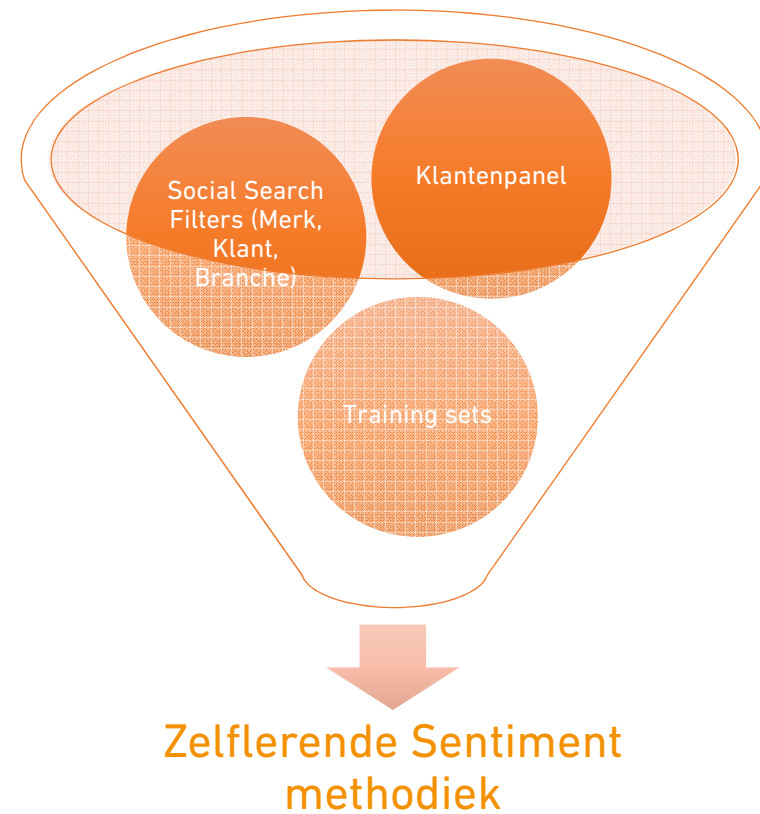 Social Search
Filters (Merk,
Klant,
Branche)
Klantenpanel
Training sets
Zelflerende Sentiment
methodiek